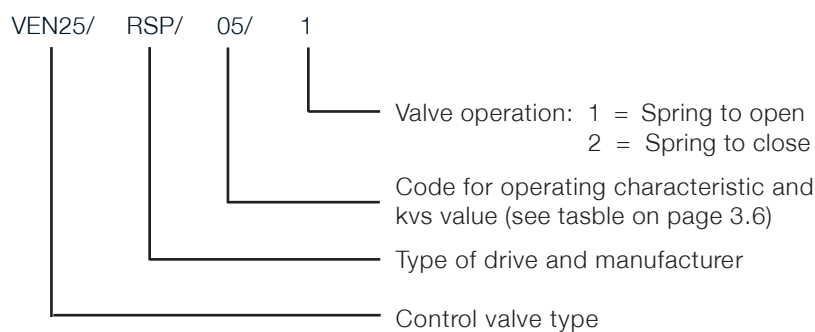 VEN25/ RSP/ 05/ 1
Valve operation: 1 = Spring to open
2 = Spring to close
Code for operating characteristic and
kvs value (see tasble on page 3.6)
Type of drive and manufacturer
Control valve type